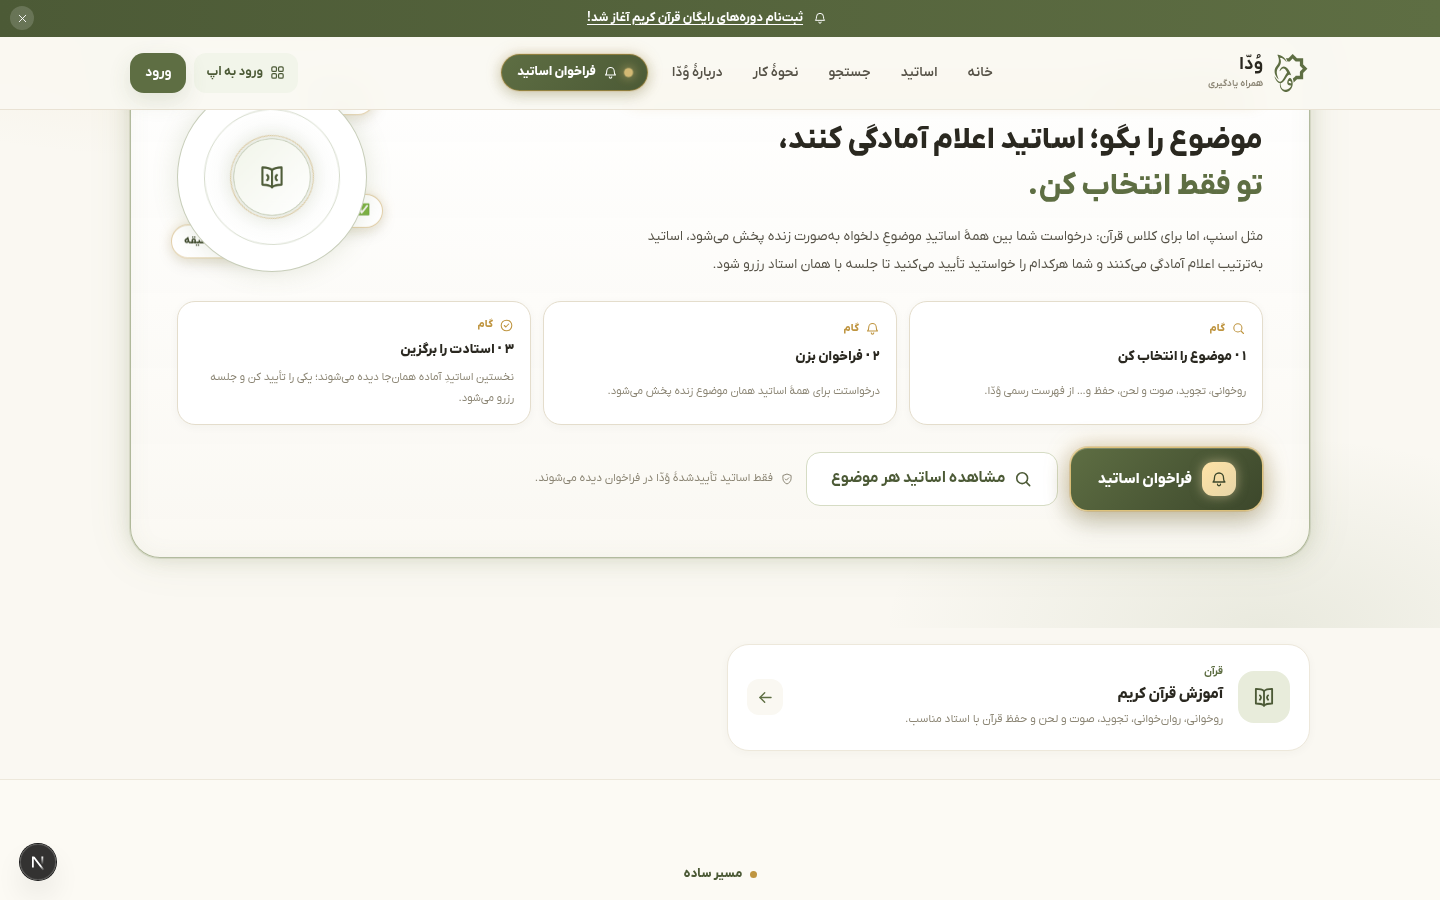 ثبت‌نام دوره‌های رایگان قرآن کریم آغاز شد!
وُدّا
همراه یادگیری
خانه
اساتید
جستجو
نحوهٔ کار
دربارهٔ وُدّا
فراخوان اساتید
ورود به اپ
ورود
موضوع را بگو؛ اساتید اعلام آمادگی کنند،
تو فقط انتخاب کن.
مثل اسنپ، اما برای کلاس قرآن: درخواست شما بین همهٔ اساتیدِ موضوعِ دلخواه به‌صورت زنده پخش می‌شود، اساتید
به‌ترتیب اعلام آمادگی می‌کنند و شما هرکدام را خواستید تأیید می‌کنید تا جلسه با همان استاد رزرو شود.
گام
۱ · موضوع را انتخاب کن
روخوانی، تجوید، صوت و لحن، حفظ و… از فهرست رسمی وُدّا.
گام
۲ · فراخوان بزن
درخواستت برای همهٔ اساتید همان موضوع زنده پخش می‌شود.
گام
۳ · استادت را برگزین
نخستین اساتیدِ آماده همان‌جا دیده می‌شوند؛ یکی را تأیید کن و جلسه
رزرو می‌شود.
فراخوان اساتید
مشاهده اساتید هر موضوع
فقط اساتید تأییدشدهٔ وُدّا در فراخوان دیده می‌شوند.
قرآن
آموزش قرآن کریم
روخوانی، روان‌خوانی، تجوید، صوت و لحن و حفظ قرآن با استاد مناسب.
مسیر ساده
N